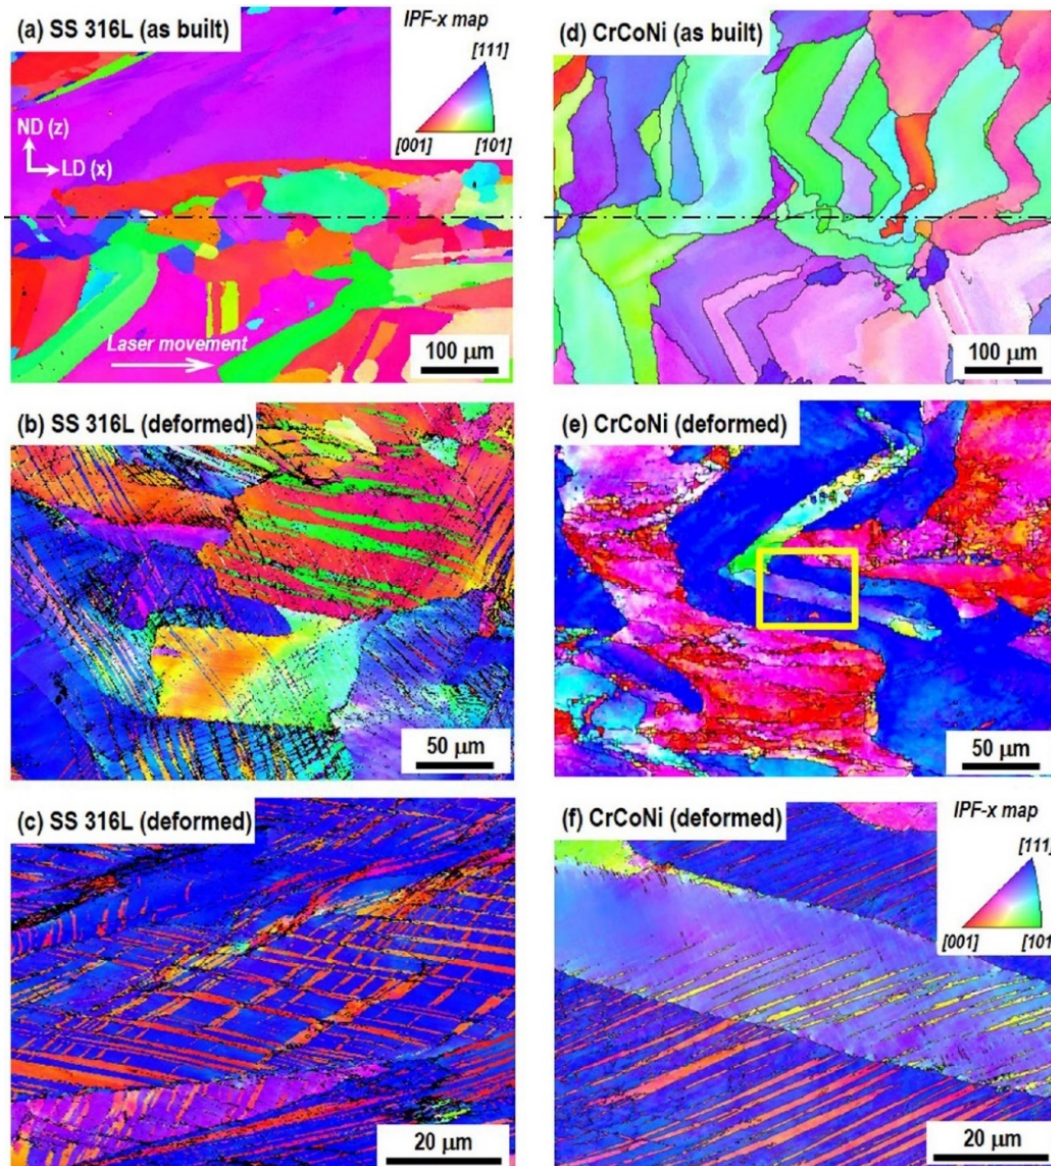 (a) SS 316L (as built)
IPF-x map
[111]
[001]
[101]
ND (z)
LD (x)
Laser movement
100 µm
(d) CrCoNi (as built)
100 µm
(b) SS 316L (deformed)
50 µm
(e) CrCoNi (deformed)
50 µm
(c) SS 316L (deformed)
20 µm
(f) CrCoNi (deformed)
IPF-x map
[111]
[001]
[101]
20 µm